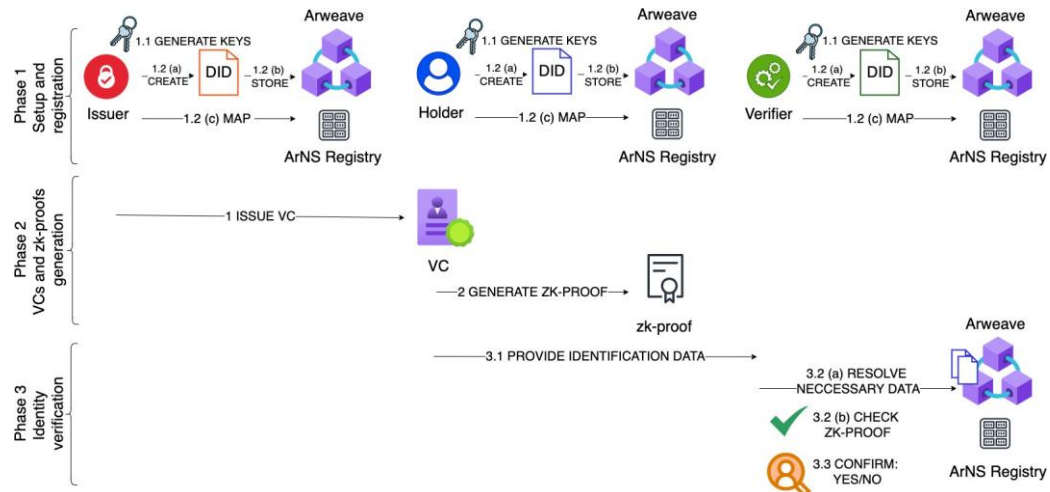 Phase 1
Setup and
registration
1.1 GENERATE KEYS
1.2 (a)
CREATE
DID
1.2 (b)
STORE
Arweave
Issuer
1.2 (c) MAP
ArNS Registry
1.1 GENERATE KEYS
1.2 (a)
CREATE
DID
1.2 (b)
STORE
Arweave
Holder
1.2 (c) MAP
ArNS Registry
1.1 GENERATE KEYS
1.2 (a)
CREATE
DID
1.2 (b)
STORE
Arweave
Verifier
1.2 (c) MAP
ArNS Registry
Phase 2
VCs and zk-proofs
generation
1 ISSUE VC
VC
2 GENERATE ZK-PROOF
zk-proof
Phase 3
Identity
verification
3.1 PROVIDE IDENTIFICATION DATA
3.2 (a) RESOLVE
NECCESSARY DATA
Arweave
3.2 (b) CHECK
ZK-PROOF
3.3 CONFIRM:
YES/NO
ArNS Registry